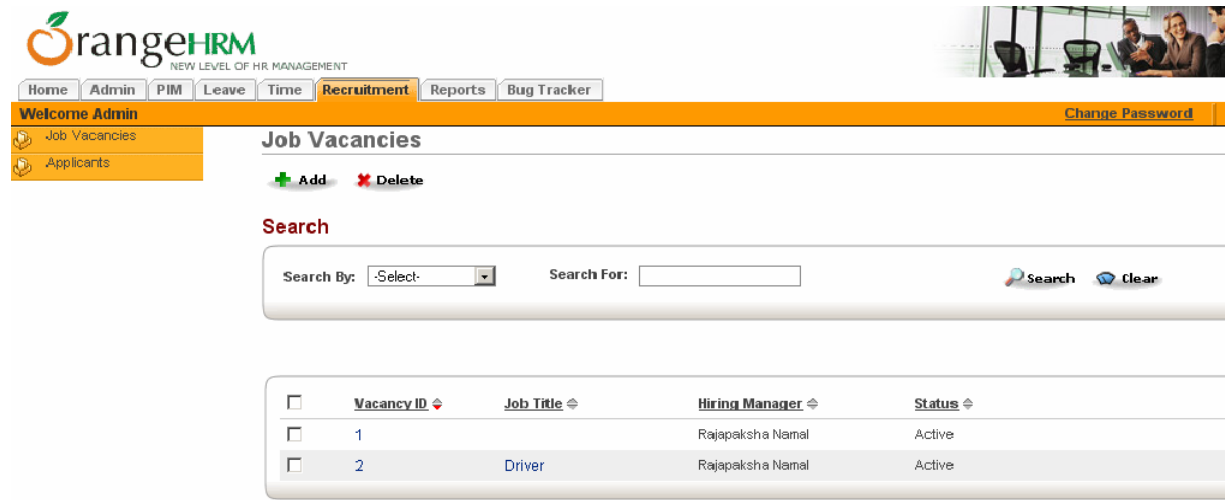 OrangeHRM
NEW LEVEL OF HR MANAGEMENT
Home Admin PIM Leave Time Recruitment Reports Bug Tracker
Welcome Admin Change Password
Job Vacancies
Applicants
Job Vacancies
Add Delete
Search
Search By: -Select- Search For: Search Clear
Vacancy ID Job Title Hiring Manager Status
1 Rajapaksha Namal Active
2 Driver Rajapaksha Namal Active